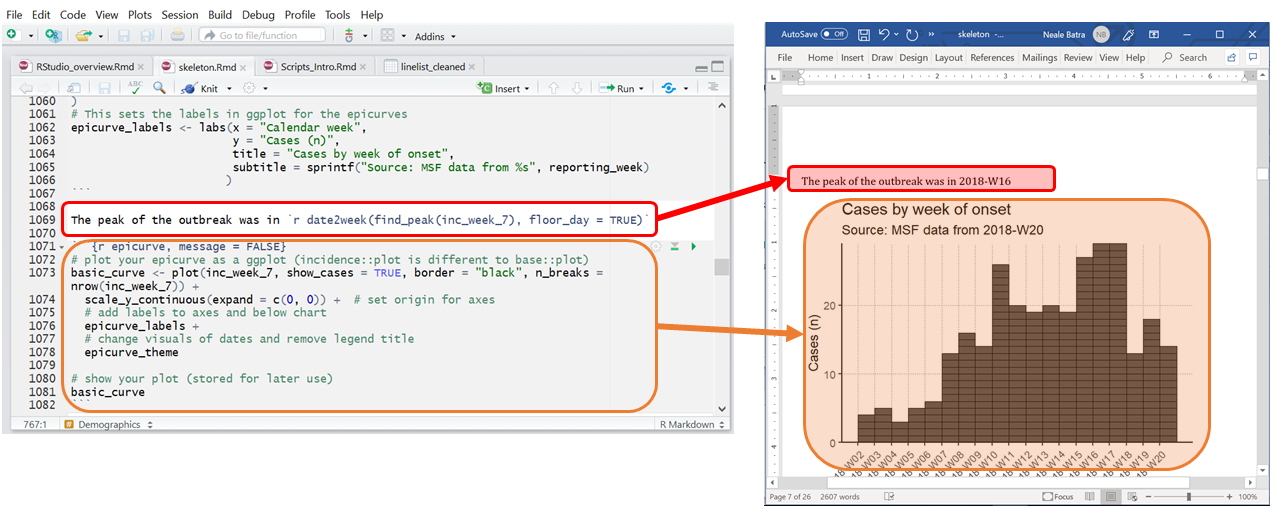 File Edit Code View Plots Session Build Debug Profile Tools Help
Go to file/function Addins
RStudio_overview.Rmd skeleton.Rmd Scripts_Intro.Rmd linelist_cleaned
ABC Knit Insert Run
1060 )
1061 # This sets the labels in ggplot for the epicurves
1062 epicurve_labels <- labs(x = "Calendar week",
1063 y = "Cases (n)",
1064 title = "Cases by week of onset",
1065 subtitle = sprintf("Source: MSF data from %s", reporting_week)
1066 )
1067 ```
1068
1069 The peak of the outbreak was in `r date2week(find_peak(inc_week_7), floor_day = TRUE)`
1070
1071 {r epicurve, message = FALSE}
1072 # plot your epicurve as a ggplot (incidence::plot is different to base::plot)
1073 basic_curve <- plot(inc_week_7, show_cases = TRUE, border = "black", n_breaks =
nrow(inc_week_7)) +
1074 scale_y_continuous(expand = c(0, 0)) + # set origin for axes
1075 # add labels to axes and below chart
1076 epicurve_labels +
1077 # change visuals of dates and remove legend title
1078 epicurve_theme
1079
1080 # show your plot (stored for later use)
1081 basic_curve
1082 ```
767:1 # Demographics R Markdown
AutoSave Off skeleton -... Neale Batra NB
File Home Insert Draw Design Layout References Mailings Review View Help Search
The peak of the outbreak was in 2018-W16
Cases by week of onset
Source: MSF data from 2018-W20
Cases (n)
20
10
0
18-W02
18-W03
18-W04
18-W05
18-W06
18-W07
18-W08
18-W09
18-W10
18-W11
18-W12
18-W13
18-W14
18-W15
18-W16
18-W17
18-W18
18-W19
18-W20
Page 7 of 26 2607 words Focus 100%